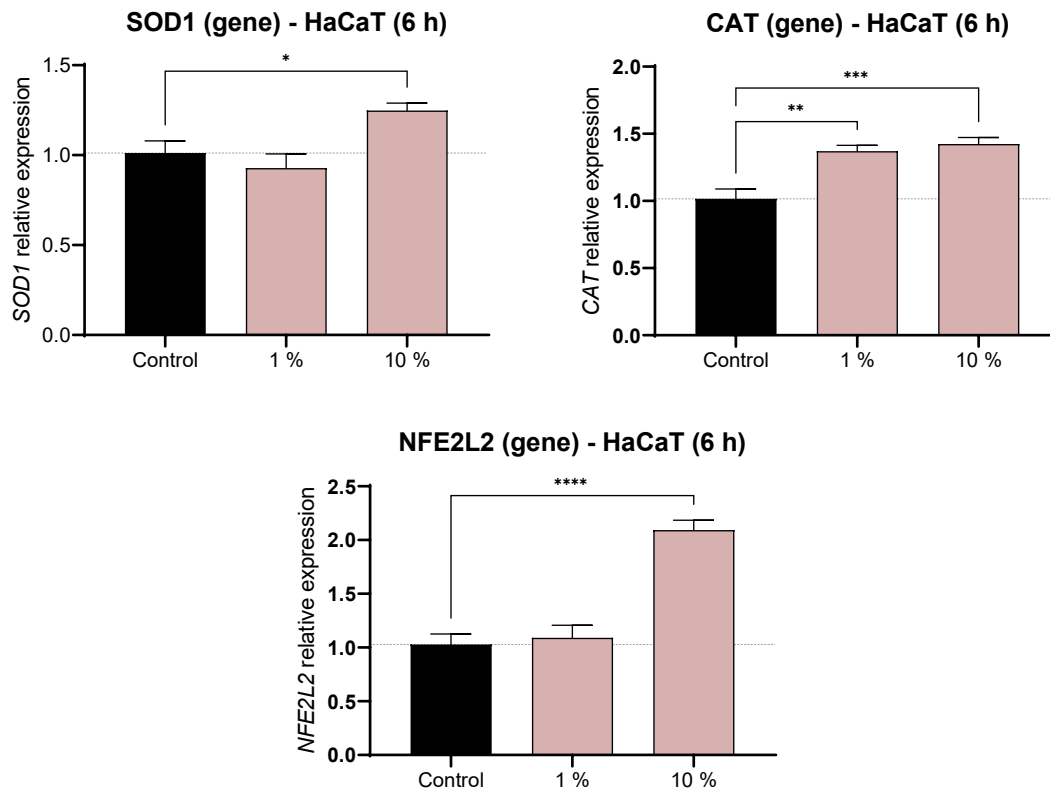 SOD1 (gene) - HaCaT (6 h)
SOD1 relative expression
1.5
1.0
0.5
0.0
*
Control
1 %
10 %
CAT (gene) - HaCaT (6 h)
CAT relative expression
2.0
1.5
1.0
0.5
0.0
***
**
Control
1 %
10 %
NFE2L2 (gene) - HaCaT (6 h)
NFE2L2 relative expression
2.5
2.0
1.5
1.0
0.5
0.0
****
Control
1 %
10 %